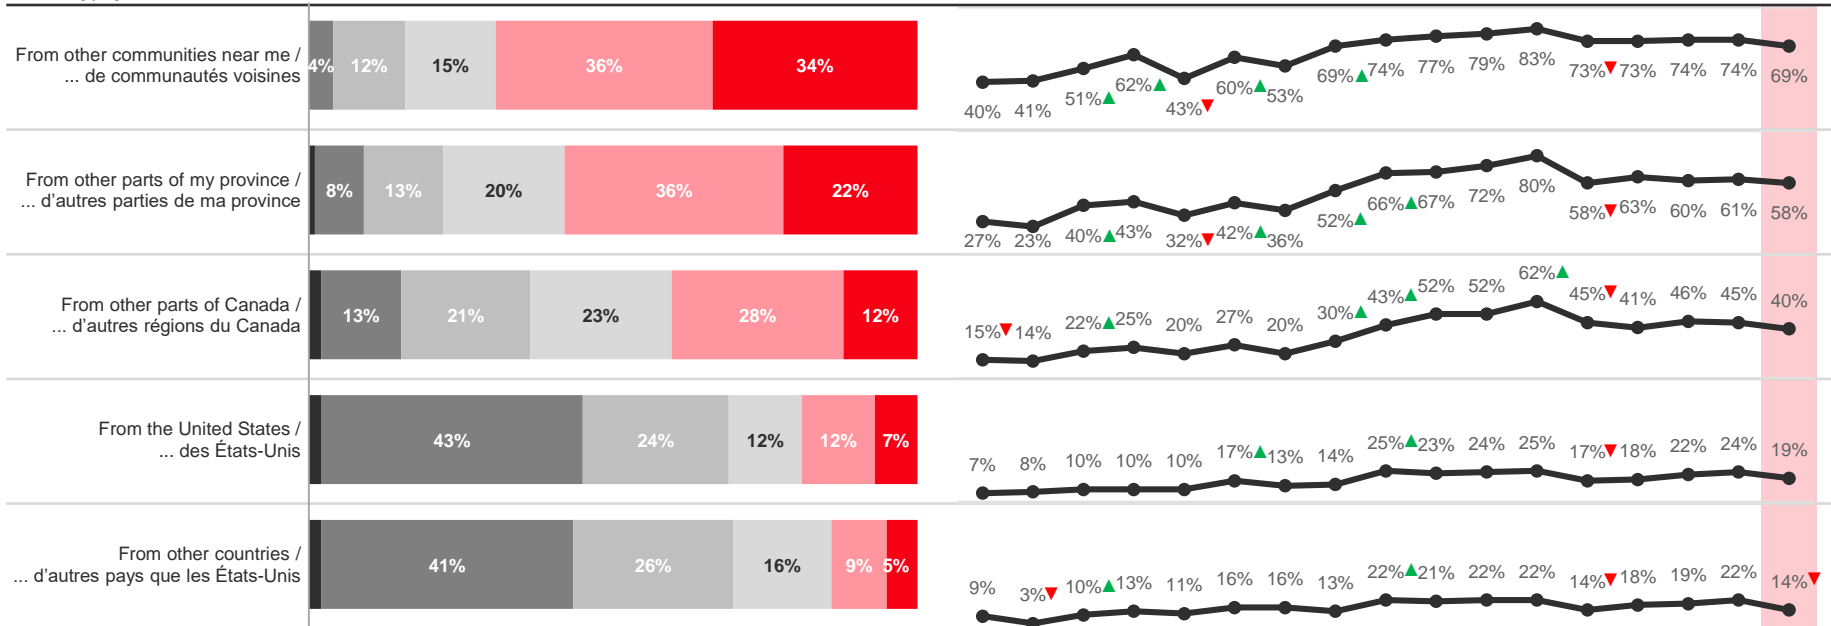 From other communities near me /
... de communautés voisines
4% 12% 15% 36% 34%
40% 41% 51%▲ 62%▲ 43%▼ 60%▲ 53% 69%▲ 74% 77% 79% 83% 73%▼ 73% 74% 74% 69%
From other parts of my province /
... d'autres parties de ma province
8% 13% 20% 36% 22%
27% 23% 40%▲ 43% 32%▼ 42%▲ 36% 52%▲ 66%▲ 67% 72% 80% 58%▼ 63% 60% 61% 58%
From other parts of Canada /
... d'autres régions du Canada
13% 21% 23% 28% 12%
15%▼ 14% 22%▲ 25% 20% 27% 20% 30%▲ 43%▲ 52% 52% 62%▲ 45%▼ 41% 46% 45% 40%
From the United States /
... des États-Unis
43% 24% 12% 12% 7%
7% 8% 10% 10% 10% 17%▲ 13% 14% 25%▲ 23% 24% 25% 17%▼ 18% 22% 24% 19%
From other countries /
... d'autres pays que les États-Unis
41% 26% 16% 9% 5%
9% 3%▼ 10%▲ 13% 11% 16% 16% 13% 22%▲ 21% 22% 22% 14%▼ 18% 19% 22% 14%▼